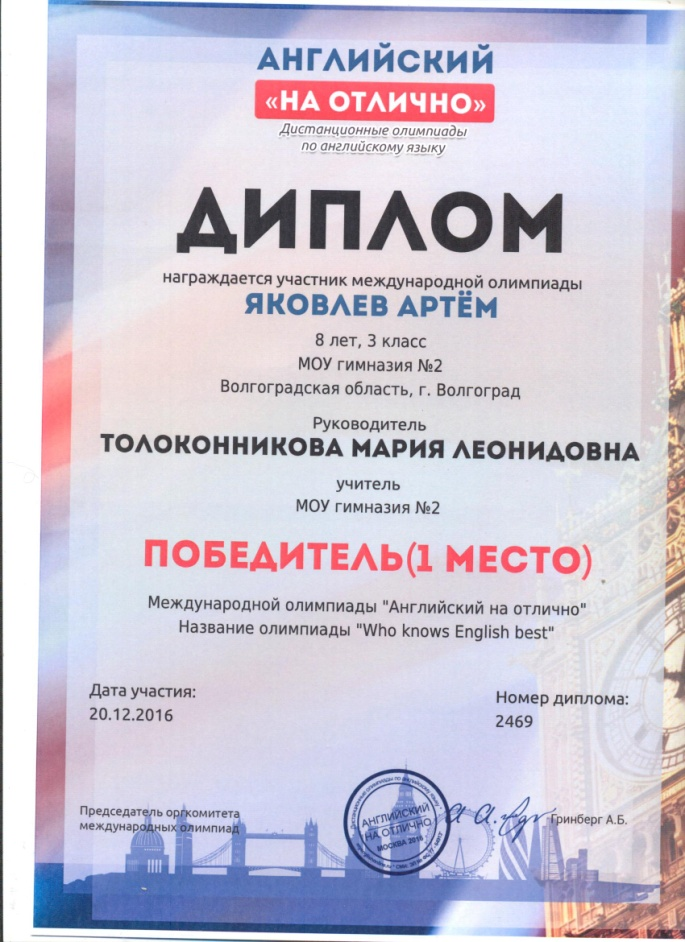 АНГЛИЙСКИЙ
«НА ОТЛИЧНО»
Дистанционные олимпиады
по английскому языку
ДИПЛОМ
награждается участник международной олимпиады
ЯКОВЛЕВ АРТЁМ
8 лет, 3 класс
МОУ гимназия №2
Волгоградская область, г. Волгоград
Руководитель
ТОЛОКОННИКОВА МАРИЯ ЛЕОНИДОВНА
учитель
МОУ гимназия №2
ПОБЕДИТЕЛЬ(1 МЕСТО)
Международной олимпиады "Английский на отлично"
Название олимпиады "Who knows English best"
Дата участия:
20.12.2016
Номер диплома:
2469
Председатель оргкомитета
международных олимпиад
АНГЛИЙСКИЙ
НА ОТЛИЧНО
МОСКВА 2016
Гринберг А.Б.